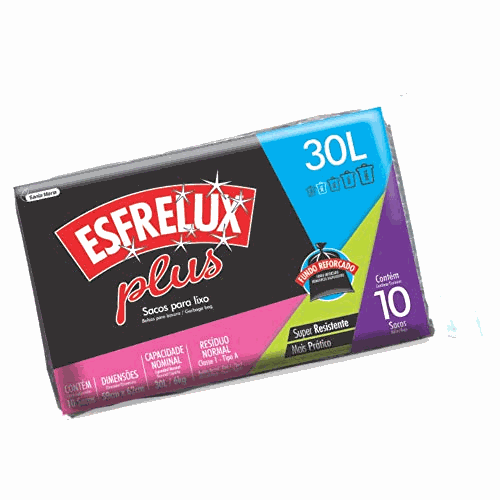 Santa Maria
ESFRELUX
plus
Sacos para lixo
Bolsas para basura / Garbage bag
30L
FUNDO REFORÇADO
Super Resistente
Mais Prático
Contém
10
Sacos
CONTÉM
10 Sacos
DIMENSÕES
59cm x 62cm
CAPACIDADE
NOMINAL
30L / 6kg
RESÍDUO
NORMAL
Classe 1 - Tipo A